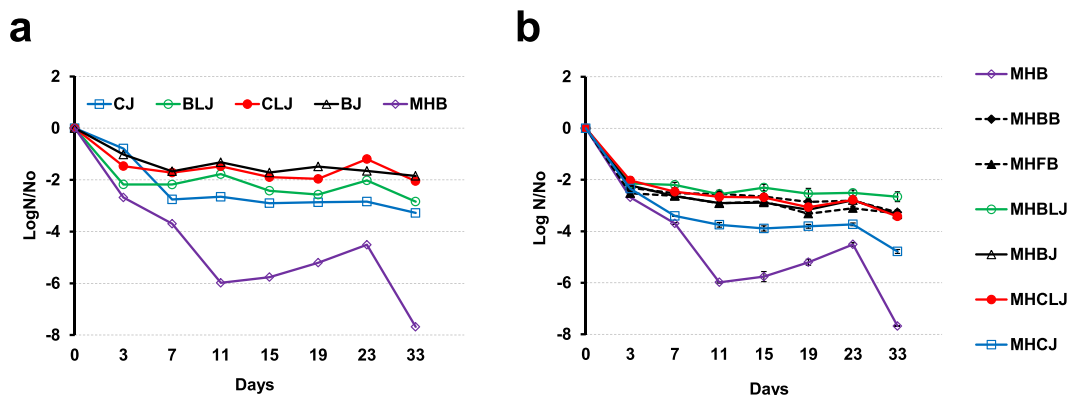 a
2
0
-2
-4
-6
-8
LogN/No
CJ BLJ CLJ BJ MHB
0 3 7 11 15 19 23 33
Days
b
2
0
-2
-4
-6
-8
Log N/No
0 3 7 11 15 19 23 33
Days
MHB
MHBB
MHFB
MHBLJ
MHBJ
MHCLJ
MHCJ